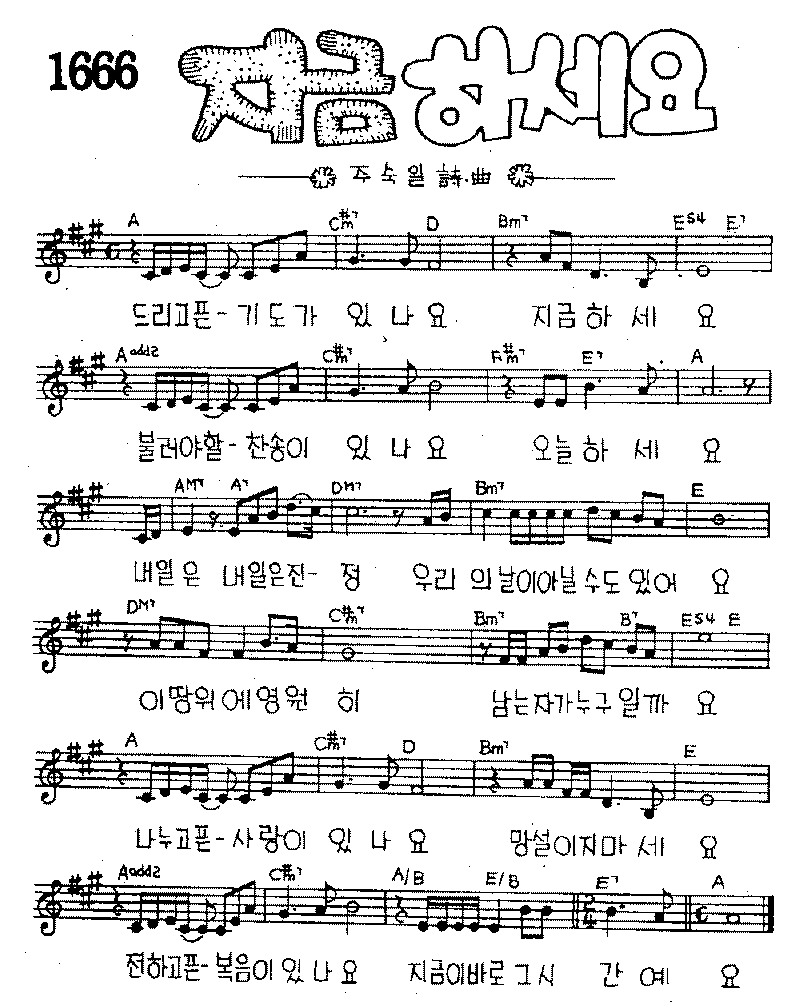 1666
지금 하세요
주숙일 詩.曲
A C#m7 D Bm7 E S4 E7
드리고픈- 기도가 있나요 지금하세요
A add2 C#m7 F#m7 E7 A
불러야할- 찬송이 있나요 오늘하세요
AM7 A7 DM7 Bm7 E
내일은 내일은진- 정 우리의날이아닐수도있어요
DM7 C#m7 Bm7 B7 E S4 E
이땅위에영원히 남는자가누구일까요
A C#m7 D Bm7 E
나누고픈- 사랑이 있나요 망설이지마세요
A add2 C#m7 A/B E/B E7 A
2
4
전하고픈- 복음이있나요 지금이바로그시간예요